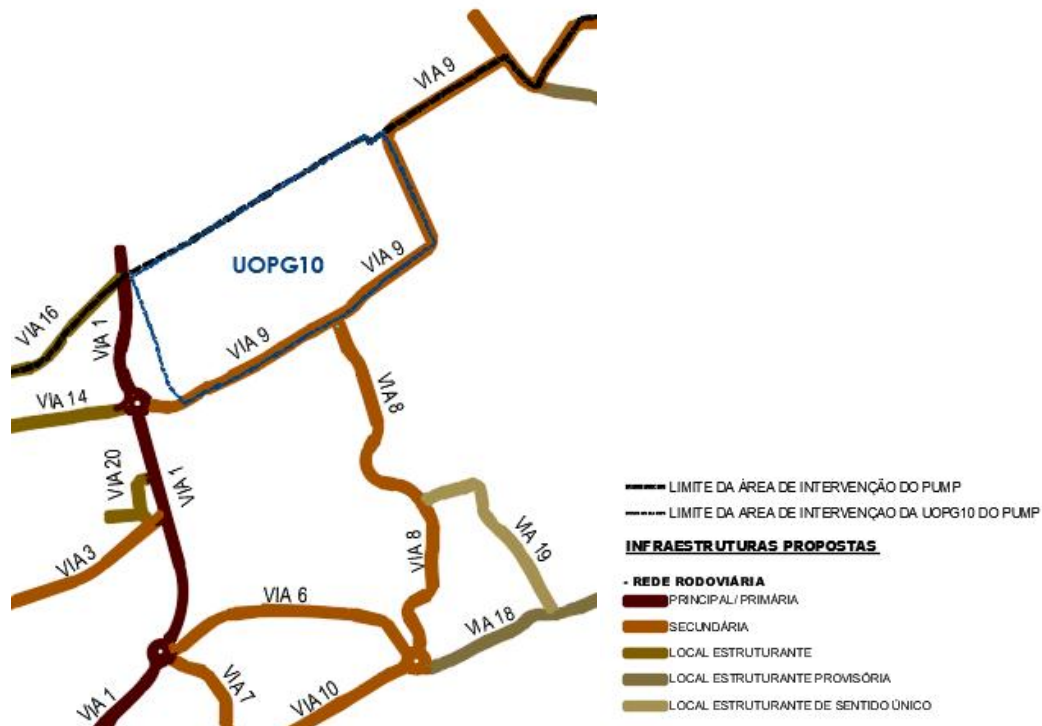 VIA 9
UOPG10
VIA 9
VIA 16
VIA 1
VIA 9
VIA 14
VIA 8
VIA 20
VIA 1
VIA 3
VIA 8
VIA 19
VIA 6
VIA 18
VIA 7
VIA 10
VIA 1
LIMITE DA ÁREA DE INTERVENÇÃO DO PUMP
LIMITE DA AREA DE INTERVENÇAO DA UOPG10 DO PUMP
INFRAESTRUTURAS PROPOSTAS
- REDE RODOVIÁRIA
PRINCIPAL/ PRIMÁRIA
SECUNDÁRIA
LOCAL ESTRUTURANTE
LOCAL ESTRUTURANTE PROVISÓRIA
LOCAL ESTRUTURANTE DE SENTIDO ÚNICO